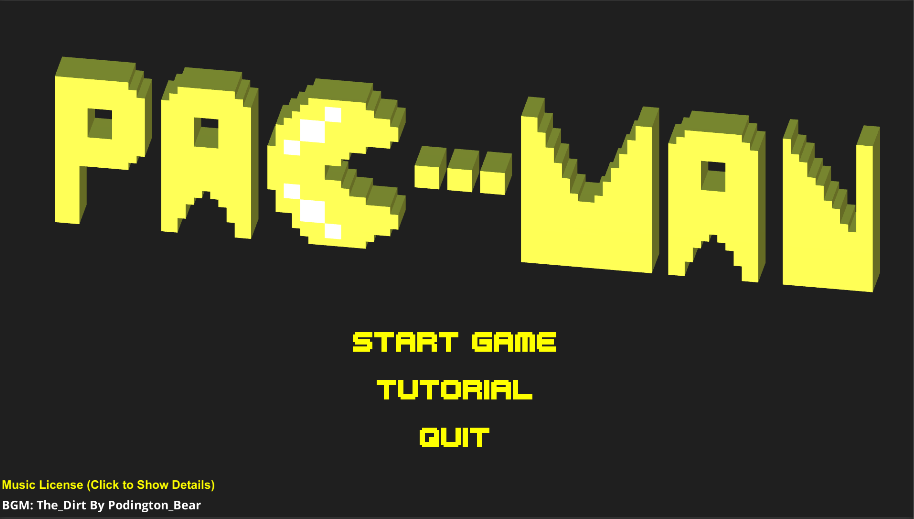 PAC-MAN
START GAME
TUTORIAL
QUIT
Music License (Click to Show Details)
BGM: The_Dirt By Podington_Bear